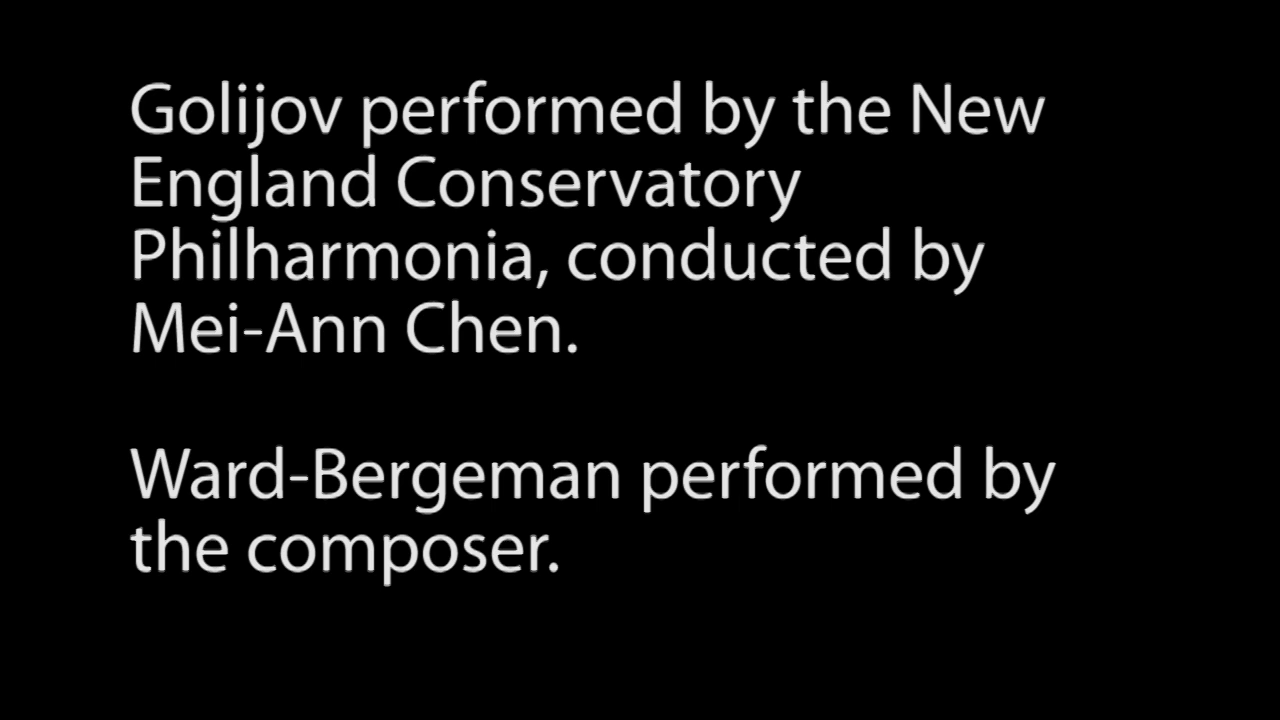 Golijov performed by the New
England Conservatory
Philharmonia, conducted by
Mei-Ann Chen.
Ward-Bergeman performed by
the composer.